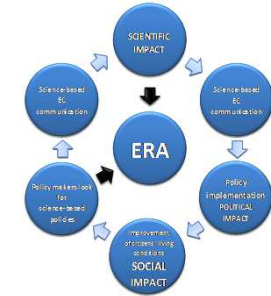 SCIENTIFIC
IMPACT
Science-based
EC
communication
Science-based
EC
communication
ERA
Policy makers look
for
science-based
policies
Policy
implementation
POLITICAL
IMPACT
Improvement
of citizens' living
conditions
SOCIAL
IMPACT